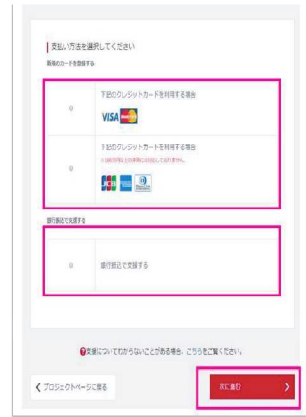 支払い方法を選択してください
新規のカードを登録する
下記のクレジットカードを利用する場合
VISA
下記のクレジットカードを利用する場合
JCB
銀行振込で支援する
銀行振込で支援する
?支援についてわからないことがある場合、こちらをご覧ください。
プロジェクトページに戻る
次に進む